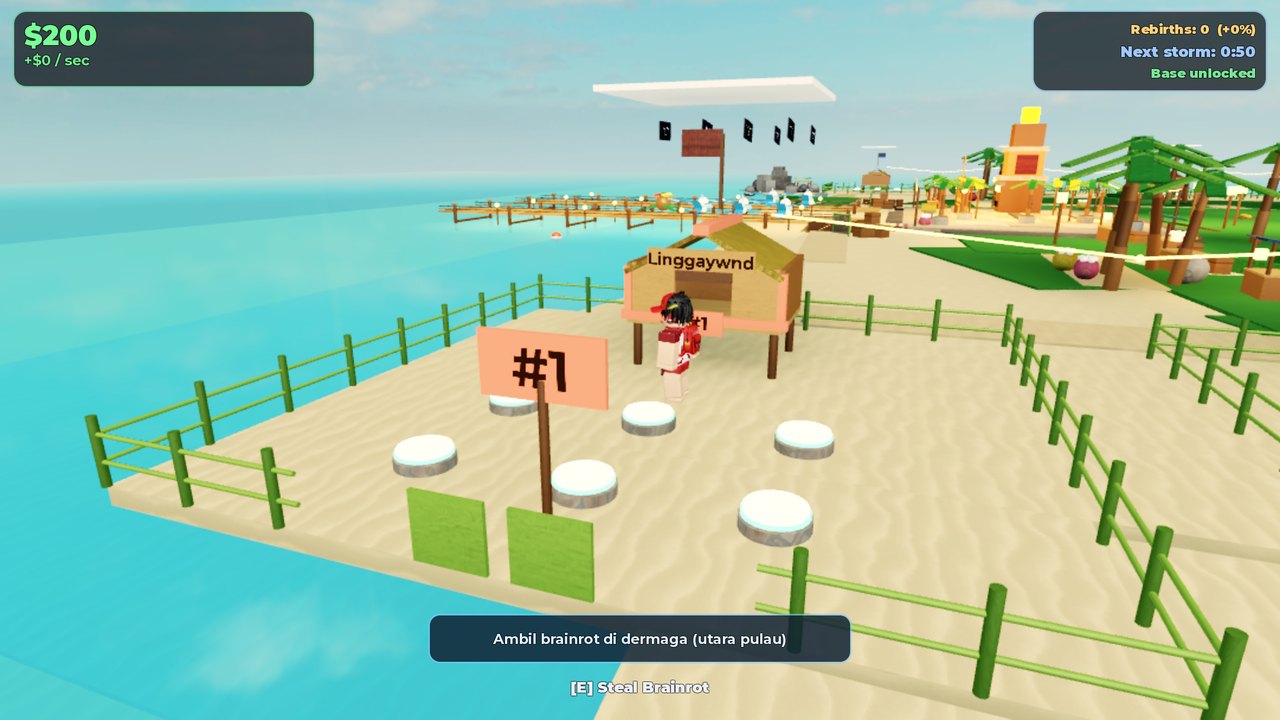 $200
+$0 / sec
Rebirths: 0 (+0%)
Next storm: 0:50
Base unlocked
Linggaywnd
#1
#1
Ambil brainrot di dermaga (utara pulau)
[E] Steal Brainrot